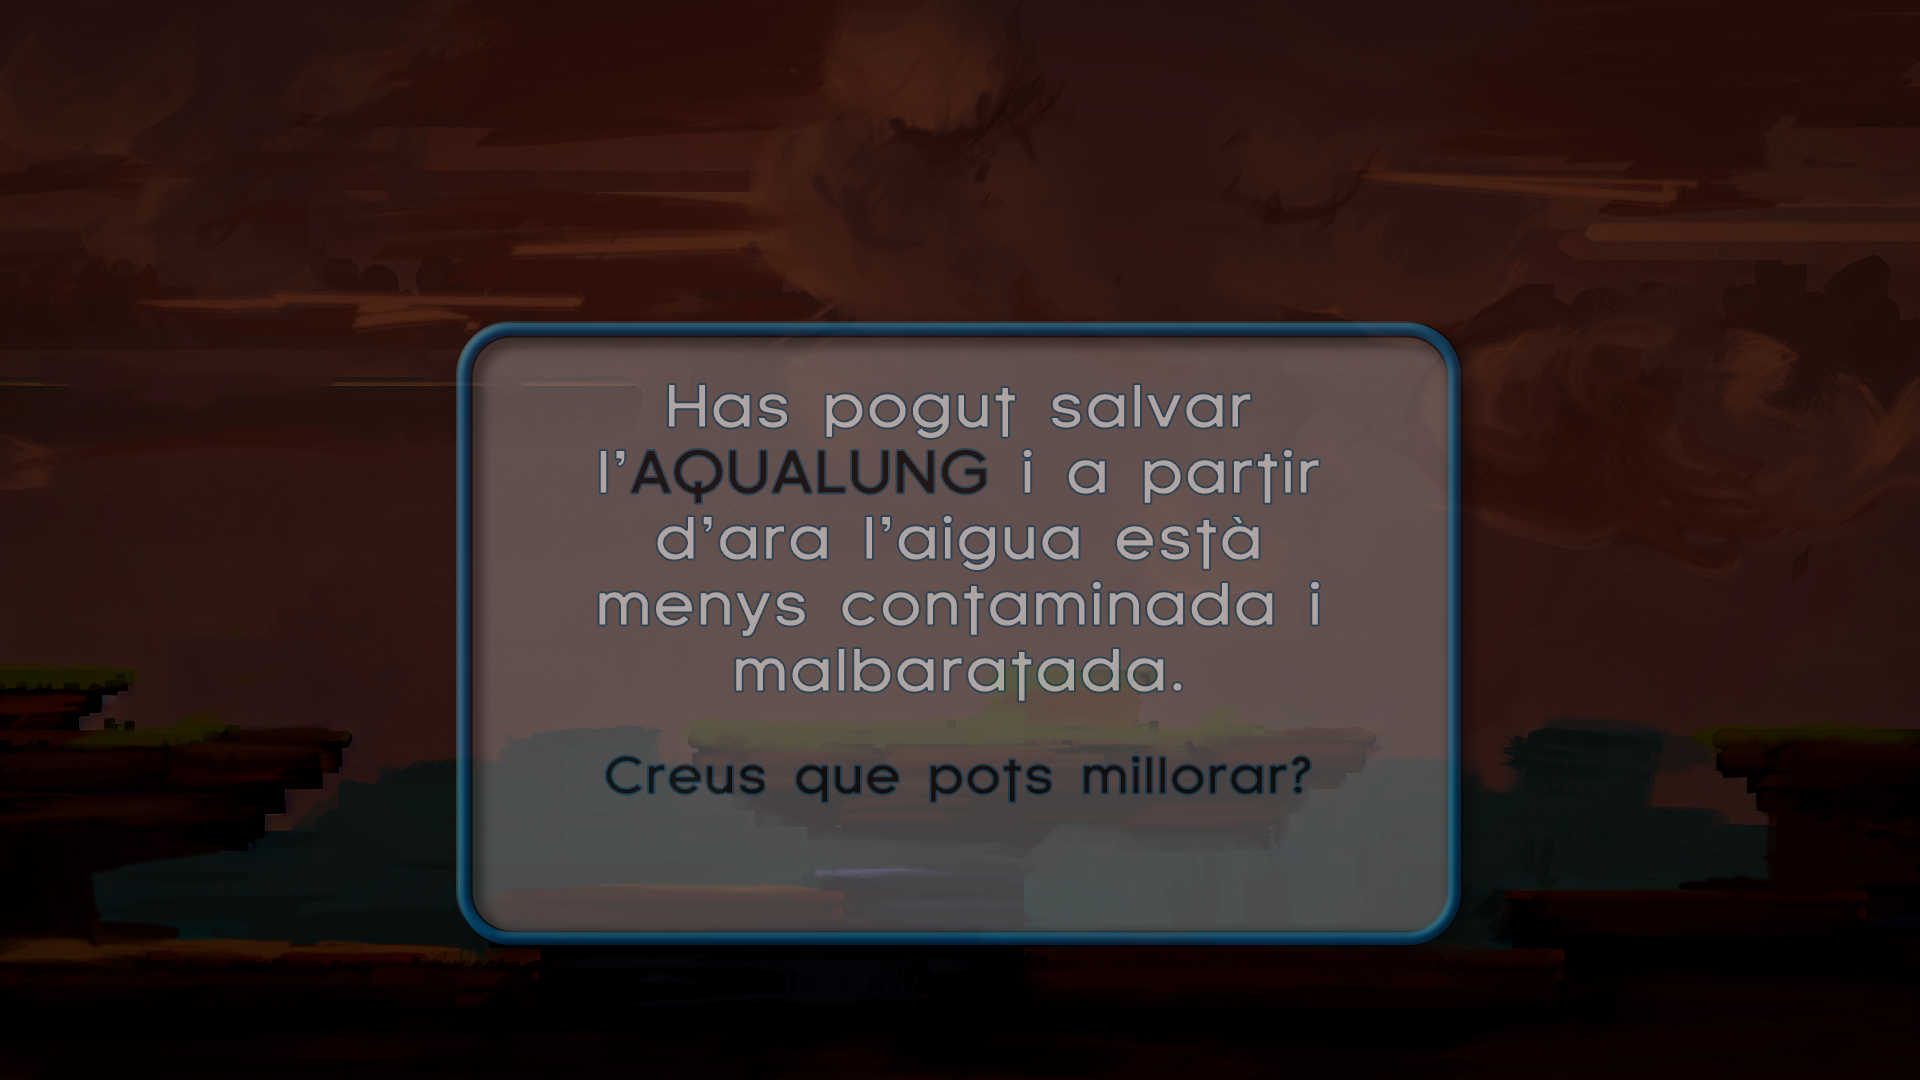 Has pogut salvar
l’AQUALUNG i a partir
d’ara l’aigua està
menys contaminada i
malbaratada.
Creus que pots millorar?